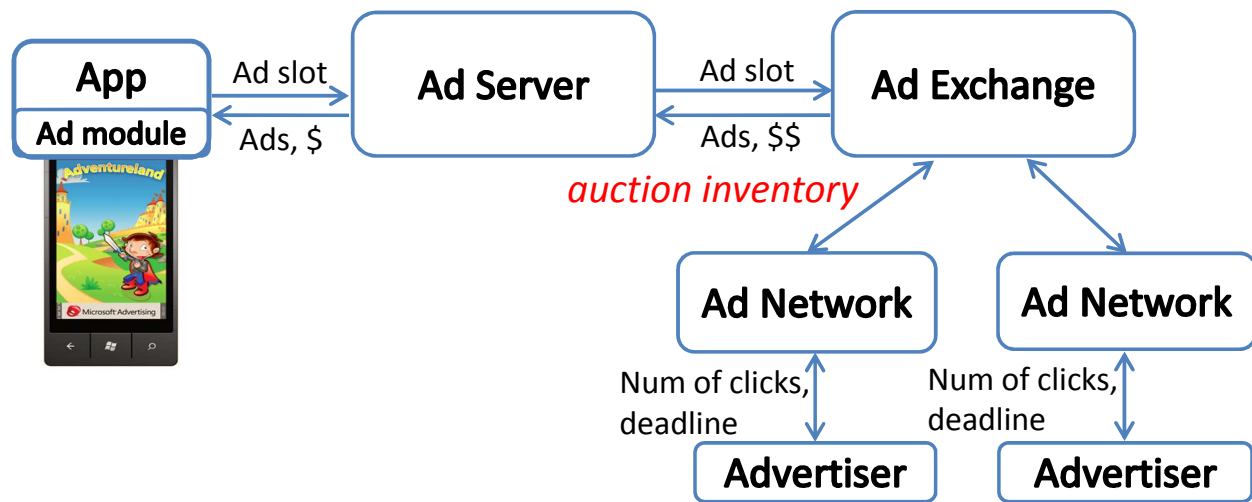 App
Ad module
Adventureland
Microsoft Advertising
Ad slot
Ads, $
Ad Server
Ad slot
Ads, $$
Ad Exchange
auction inventory
Ad Network
Ad Network
Num of clicks,
deadline
Num of clicks,
deadline
Advertiser
Advertiser